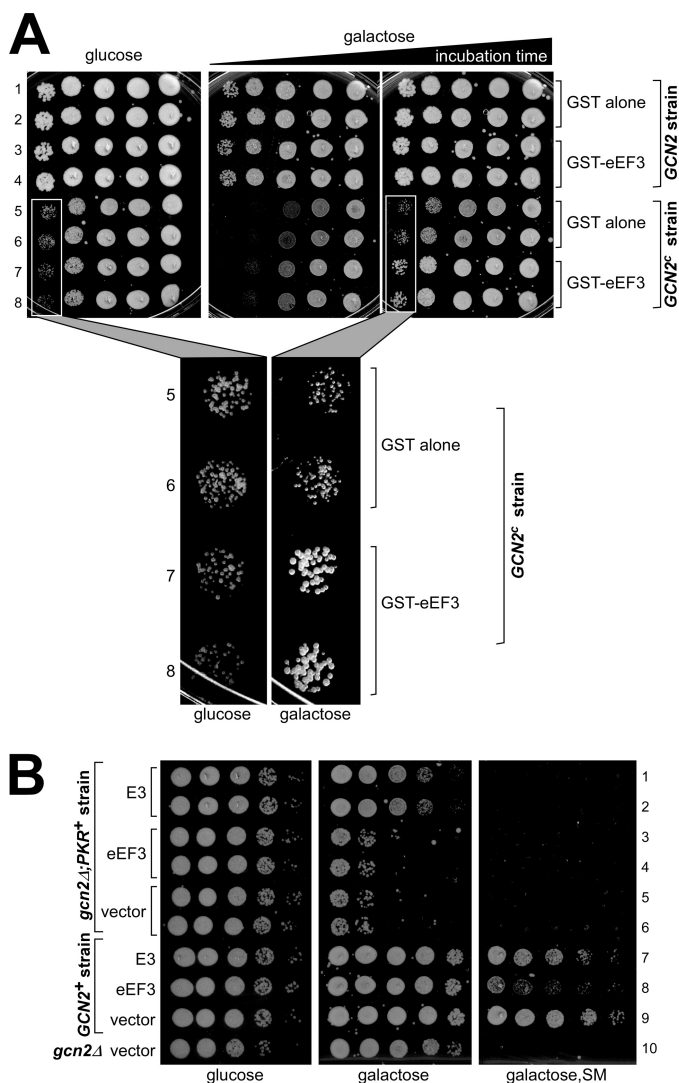 A
glucose
galactose
incubation time
1
2
3
4
5
6
7
8
GST alone
GST-eEF3
GCN2 strain
GST alone
GST-eEF3
GCN2ᶜ strain
5
6
7
8
GST alone
GST-eEF3
GCN2ᶜ strain
glucose
galactose
B
gcn2Δ;PKR⁺ strain
E3
eEF3
vector
GCN2⁺ strain
E3
eEF3
vector
gcn2Δ vector
1
2
3
4
5
6
7
8
9
10
glucose
galactose
galactose,SM